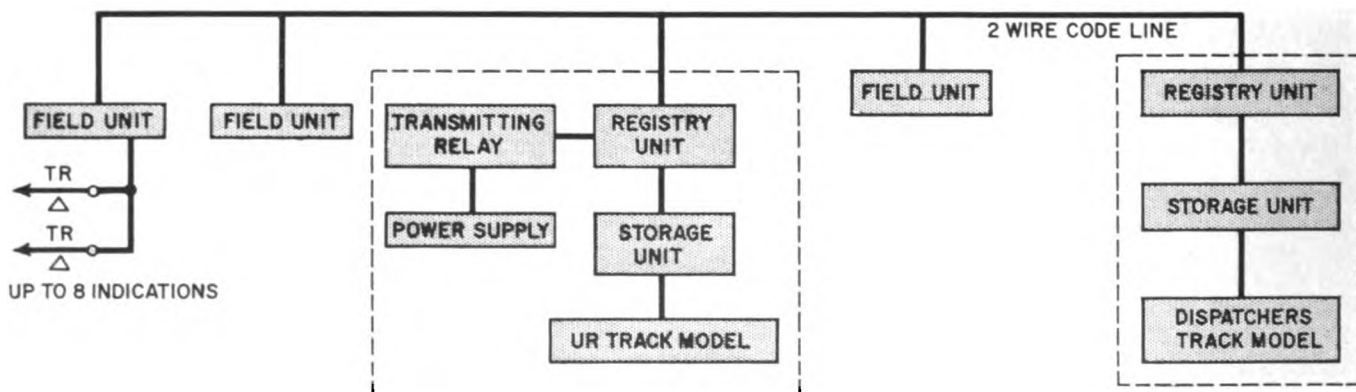 2 WIRE CODE LINE
FIELD UNIT
TR
TR
UP TO 8 INDICATIONS
FIELD UNIT
TRANSMITTING
RELAY
POWER SUPPLY
REGISTRY
UNIT
STORAGE
UNIT
UR TRACK MODEL
FIELD UNIT
REGISTRY UNIT
STORAGE UNIT
DISPATCHERS
TRACK MODEL